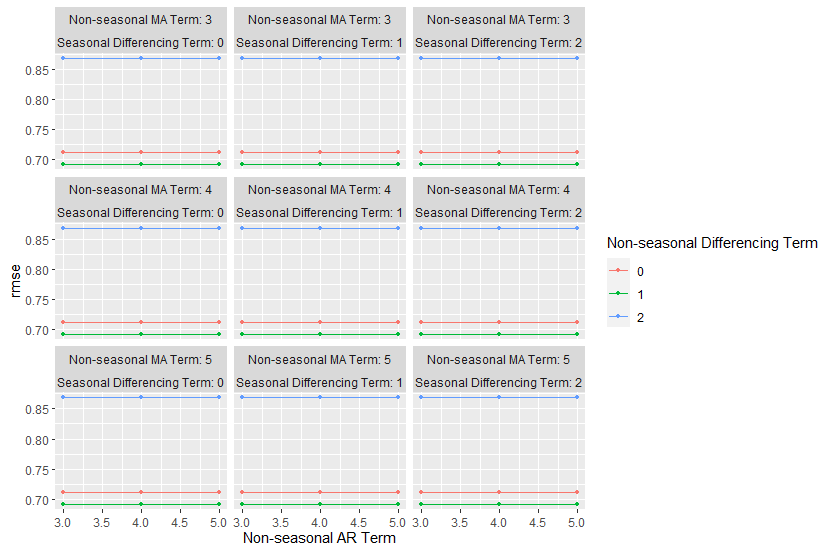 Non-seasonal MA Term: 3 Non-seasonal MA Term: 3 Non-seasonal MA Term: 3
Seasonal Differencing Term: 0 Seasonal Differencing Term: 1 Seasonal Differencing Term: 2
0.85
0.80
0.75
0.70
Non-seasonal MA Term: 4 Non-seasonal MA Term: 4 Non-seasonal MA Term: 4
Seasonal Differencing Term: 0 Seasonal Differencing Term: 1 Seasonal Differencing Term: 2
0.85
0.80
0.75
0.70
rmse
Non-seasonal MA Term: 5 Non-seasonal MA Term: 5 Non-seasonal MA Term: 5
Seasonal Differencing Term: 0 Seasonal Differencing Term: 1 Seasonal Differencing Term: 2
0.85
0.80
0.75
0.70
3.0 3.5 4.0 4.5 5.0 3.0 3.5 4.0 4.5 5.0 3.0 3.5 4.0 4.5 5.0
Non-seasonal AR Term
Non-seasonal Differencing Term
0
1
2